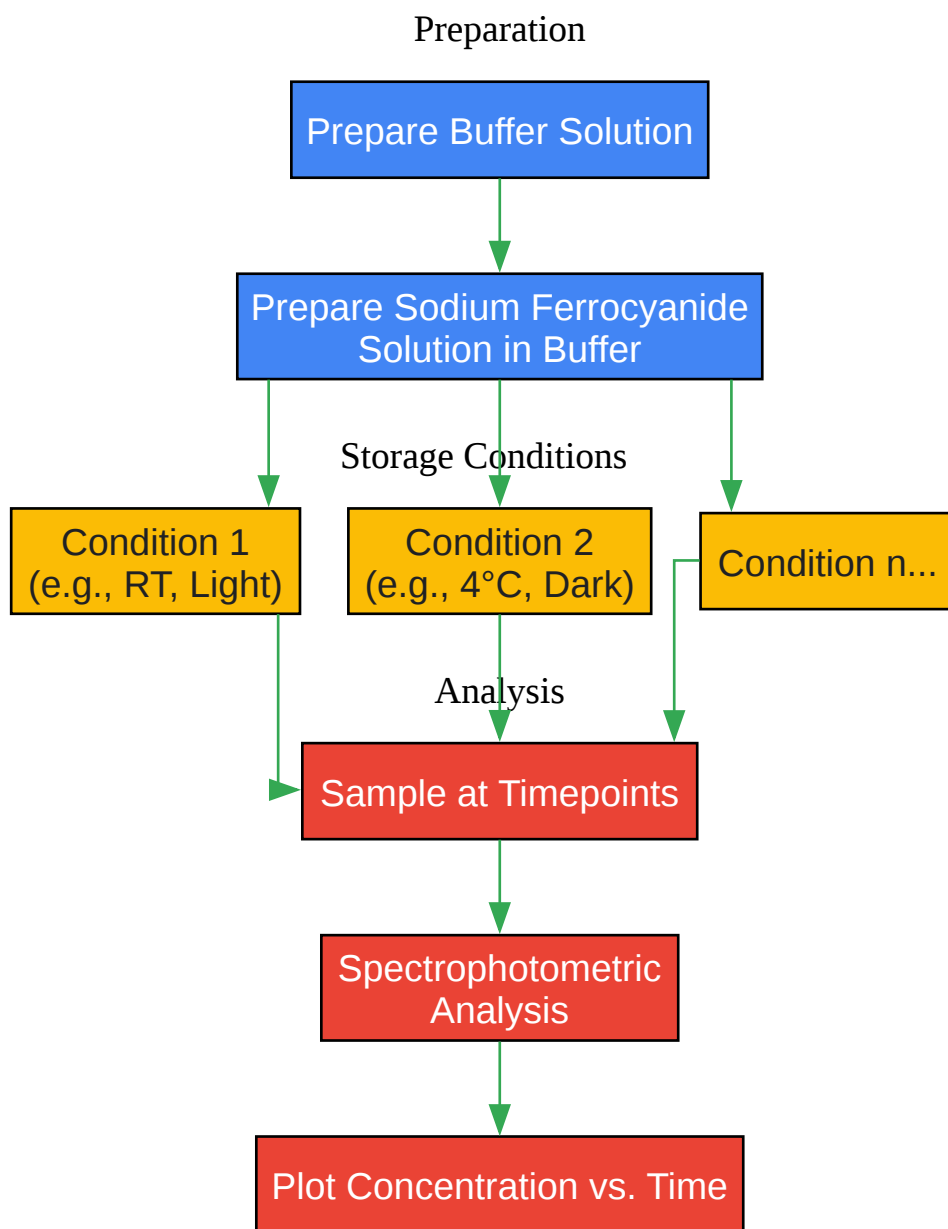 Preparation
Prepare Buffer Solution
Prepare Sodium Ferrocyanide
Solution in Buffer
Storage Conditions
Condition 1
(e.g., RT, Light)
Condition 2
(e.g., 4°C, Dark)
Condition n...
Analysis
Sample at Timepoints
Spectrophotometric
Analysis
Plot Concentration vs. Time